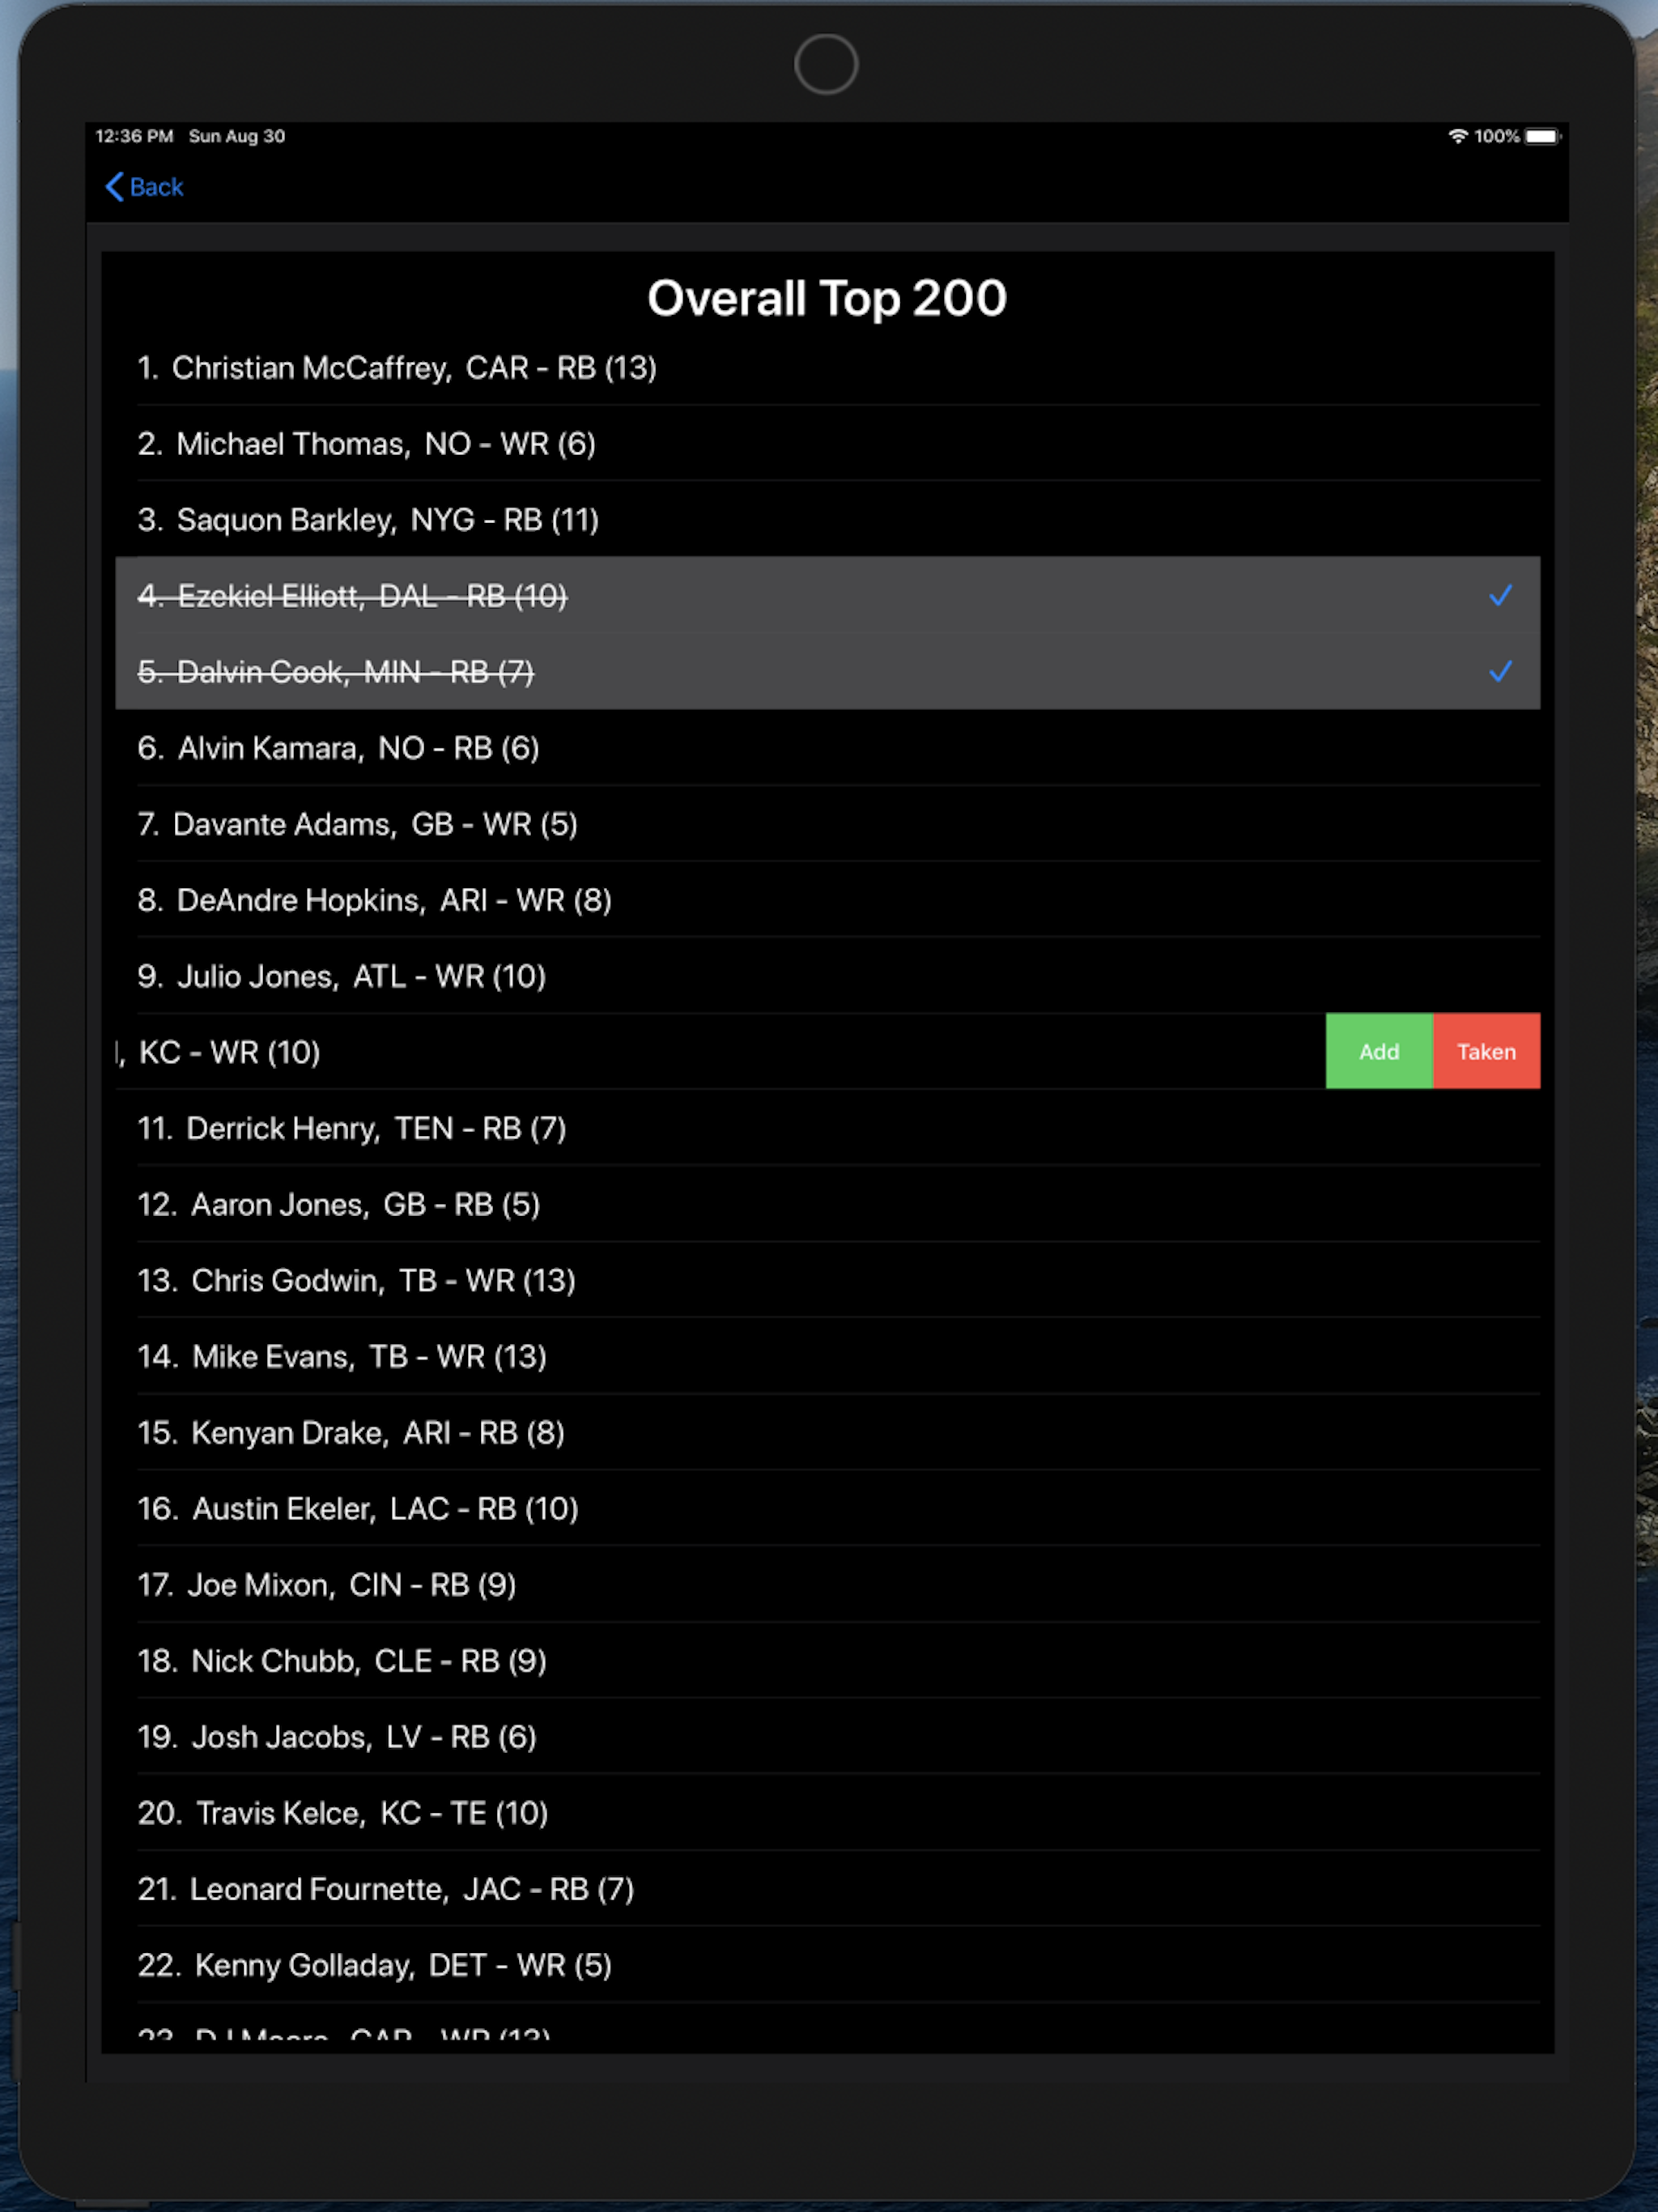 12:36 PM Sun Aug 30 100%
Back
Overall Top 200
1. Christian McCaffrey, CAR - RB (13)
2. Michael Thomas, NO - WR (6)
3. Saquon Barkley, NYG - RB (11)
4. Ezekiel Elliott, DAL - RB (10)
5. Dalvin Cook, MIN - RB (7)
6. Alvin Kamara, NO - RB (6)
7. Davante Adams, GB - WR (5)
8. DeAndre Hopkins, ARI - WR (8)
9. Julio Jones, ATL - WR (10)
, KC - WR (10) Add Taken
11. Derrick Henry, TEN - RB (7)
12. Aaron Jones, GB - RB (5)
13. Chris Godwin, TB - WR (13)
14. Mike Evans, TB - WR (13)
15. Kenyan Drake, ARI - RB (8)
16. Austin Ekeler, LAC - RB (10)
17. Joe Mixon, CIN - RB (9)
18. Nick Chubb, CLE - RB (9)
19. Josh Jacobs, LV - RB (6)
20. Travis Kelce, KC - TE (10)
21. Leonard Fournette, JAC - RB (7)
22. Kenny Golladay, DET - WR (5)
23. DJ Moore, CAR - WR (13)